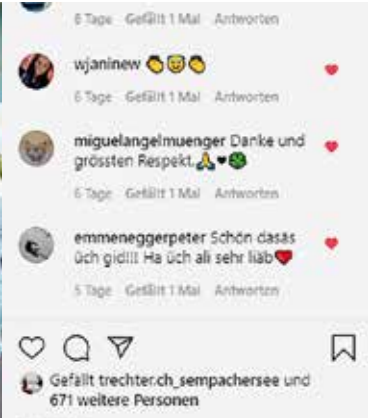 6 Tage Gefällt 1 Mal Antworten
wjaninew 👏😇👏
6 Tage Gefällt 1 Mal Antworten
miguelangelmuenger Danke und
grössten Respekt.🙏♥🍀
6 Tage Gefällt 1 Mal Antworten
emmeneggerpeter Schön dasäs
üch gid!!! Ha üch ali sehr liäb❤
5 Tage Gefällt 1 Mal Antworten
Gefällt trechter.ch_sempachersee und
671 weitere Personen